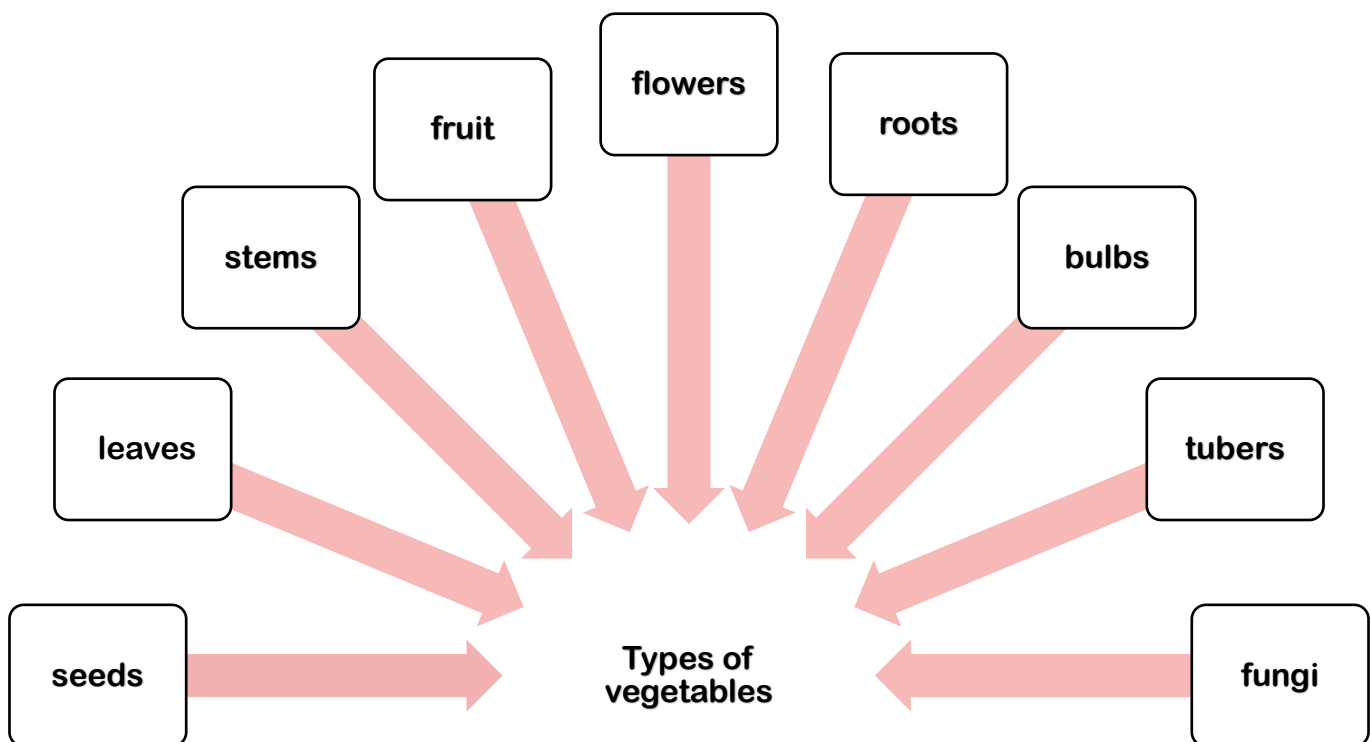 flowers
fruit
roots
stems
bulbs
leaves
tubers
seeds
Types of
vegetables
fungi